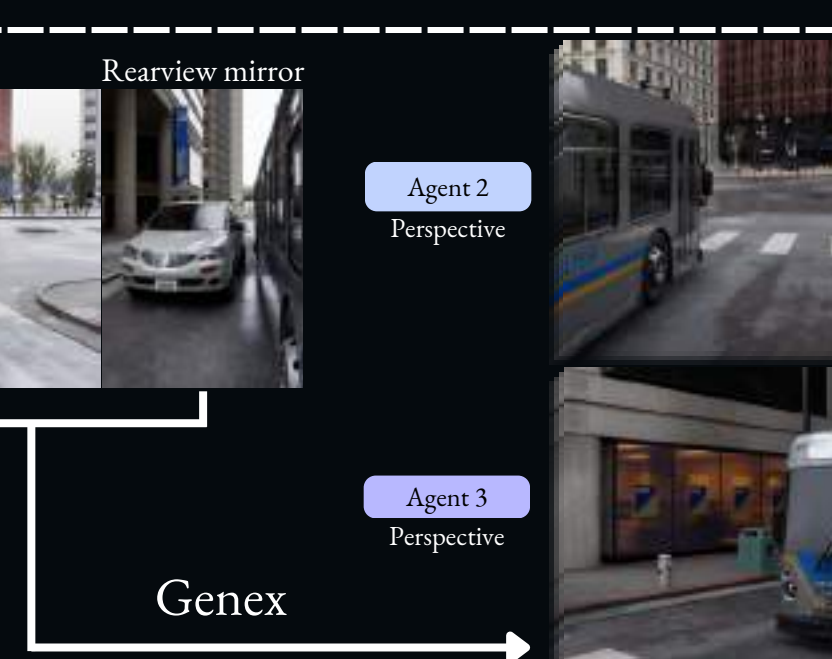 Rearview mirror
Agent 2
Perspective
Agent 3
Perspective
Genex